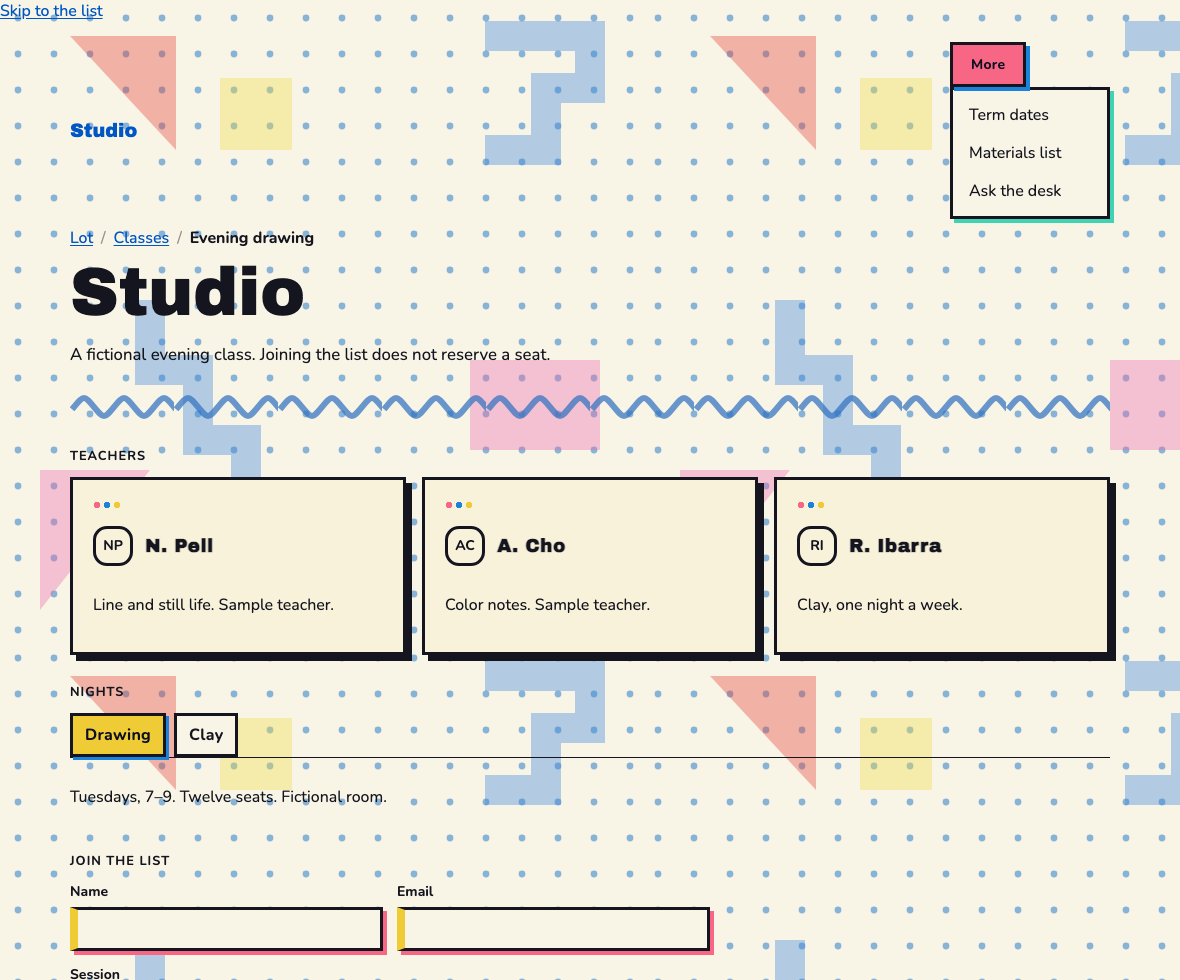 Skip to the list
More
Term dates
Materials list
Ask the desk
Studio
Lot / Classes / Evening drawing
Studio
A fictional evening class. Joining the list does not reserve a seat.
TEACHERS
NP N. Pell
Line and still life. Sample teacher.
AC A. Cho
Color notes. Sample teacher.
RI R. Ibarra
Clay, one night a week.
NIGHTS
Drawing Clay
Tuesdays, 7–9. Twelve seats. Fictional room.
JOIN THE LIST
Name Email
Session